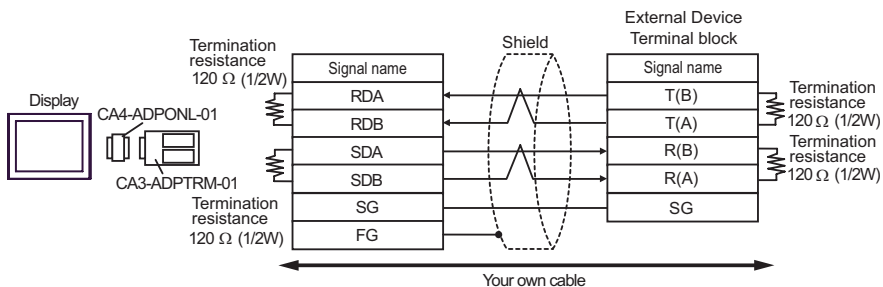 External Device
Terminal block
Shield
Termination
resistance
120 Ω (1/2W)
Signal name
Signal name
RDA
T(B)
Termination
resistance
120 Ω (1/2W)
Display
CA4-ADPONL-01
RDB
T(A)
SDA
R(B)
Termination
resistance
120 Ω (1/2W)
CA3-ADPTRM-01
SDB
R(A)
Termination
resistance
120 Ω (1/2W)
SG
SG
FG
Your own cable